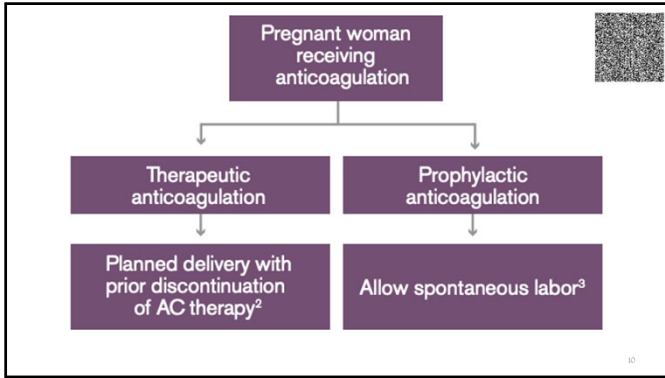 Pregnant woman
receiving
anticoagulation
Therapeutic
anticoagulation
Prophylactic
anticoagulation
Planned delivery with
prior discontinuation
of AC therapy²
Allow spontaneous labor³
10